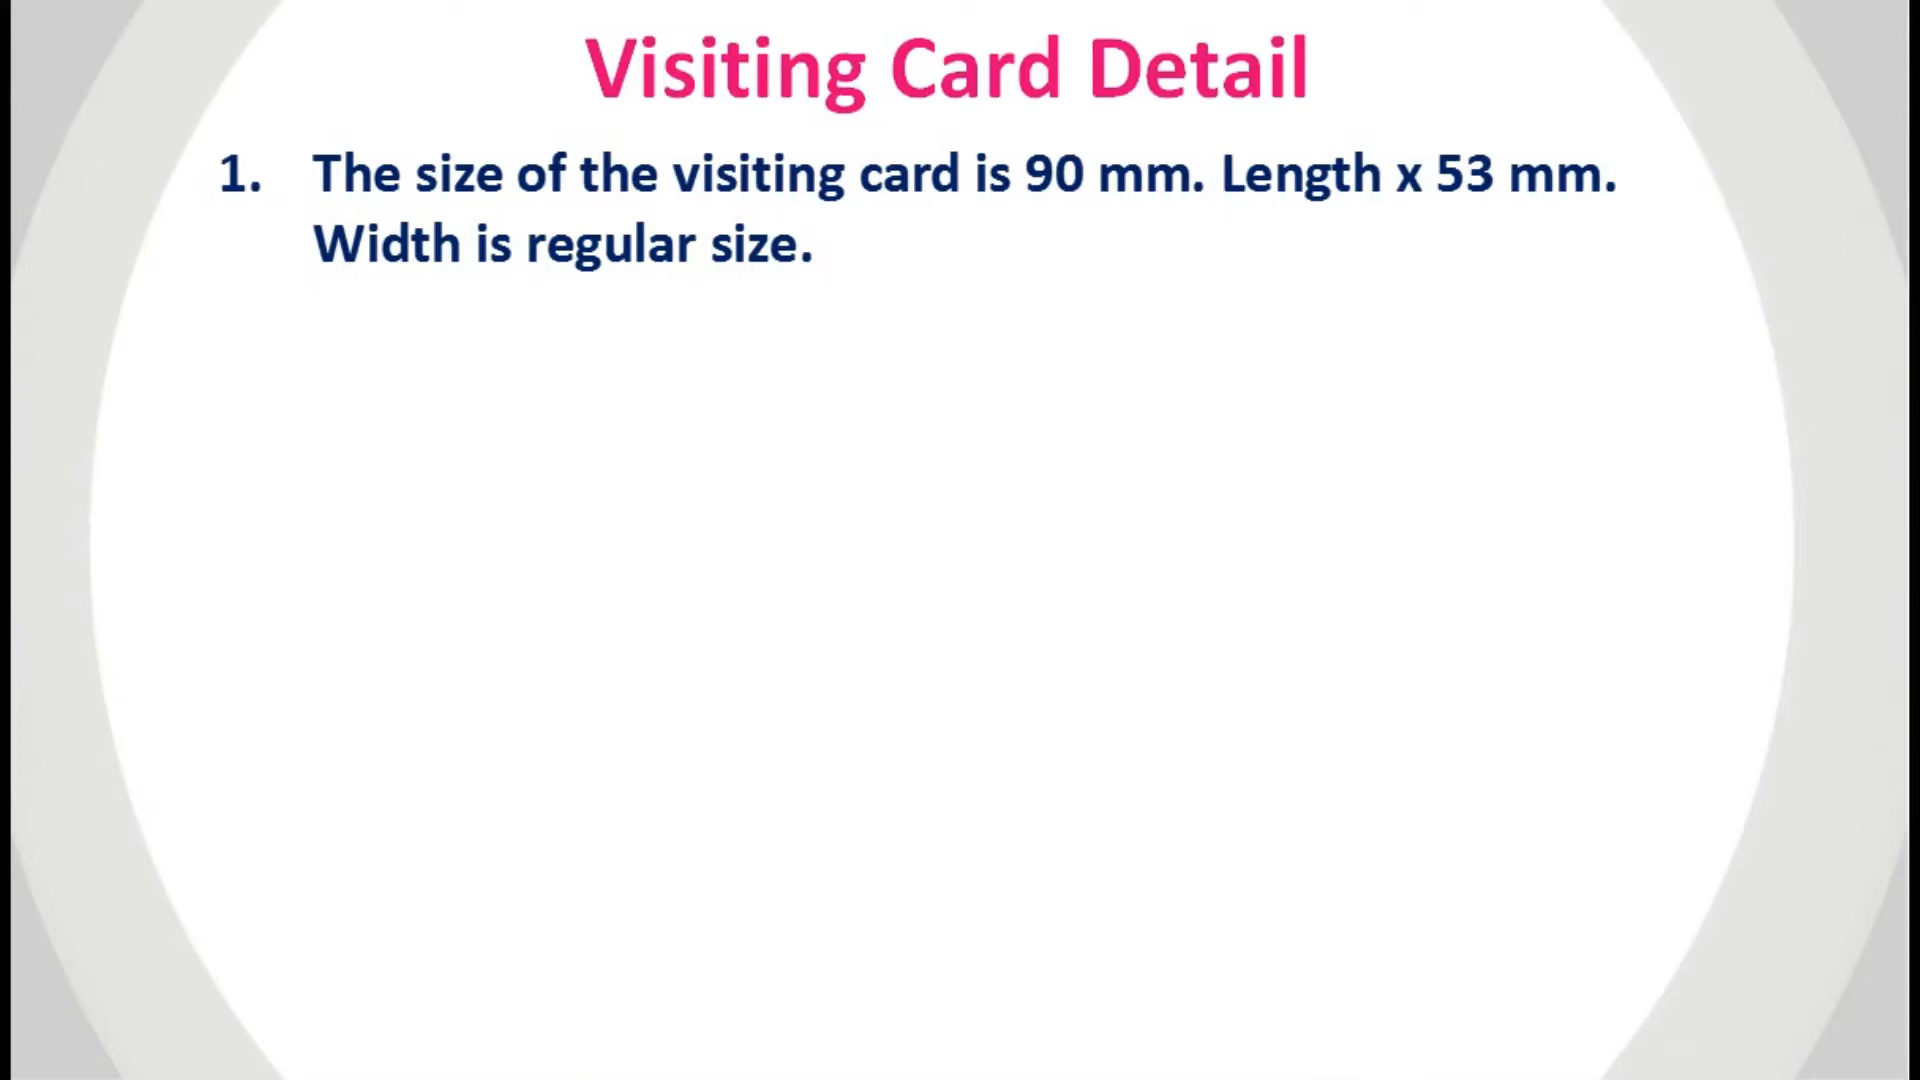 Visiting Card Detail
1. The size of the visiting card is 90 mm. Length x 53 mm.
Width is regular size.